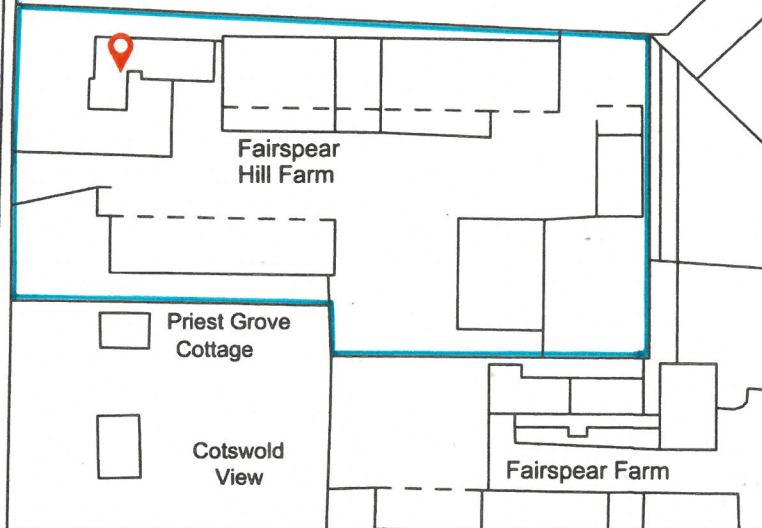 Fairspear
Hill Farm
Priest Grove
Cottage
Cotswold
View
Fairspear Farm